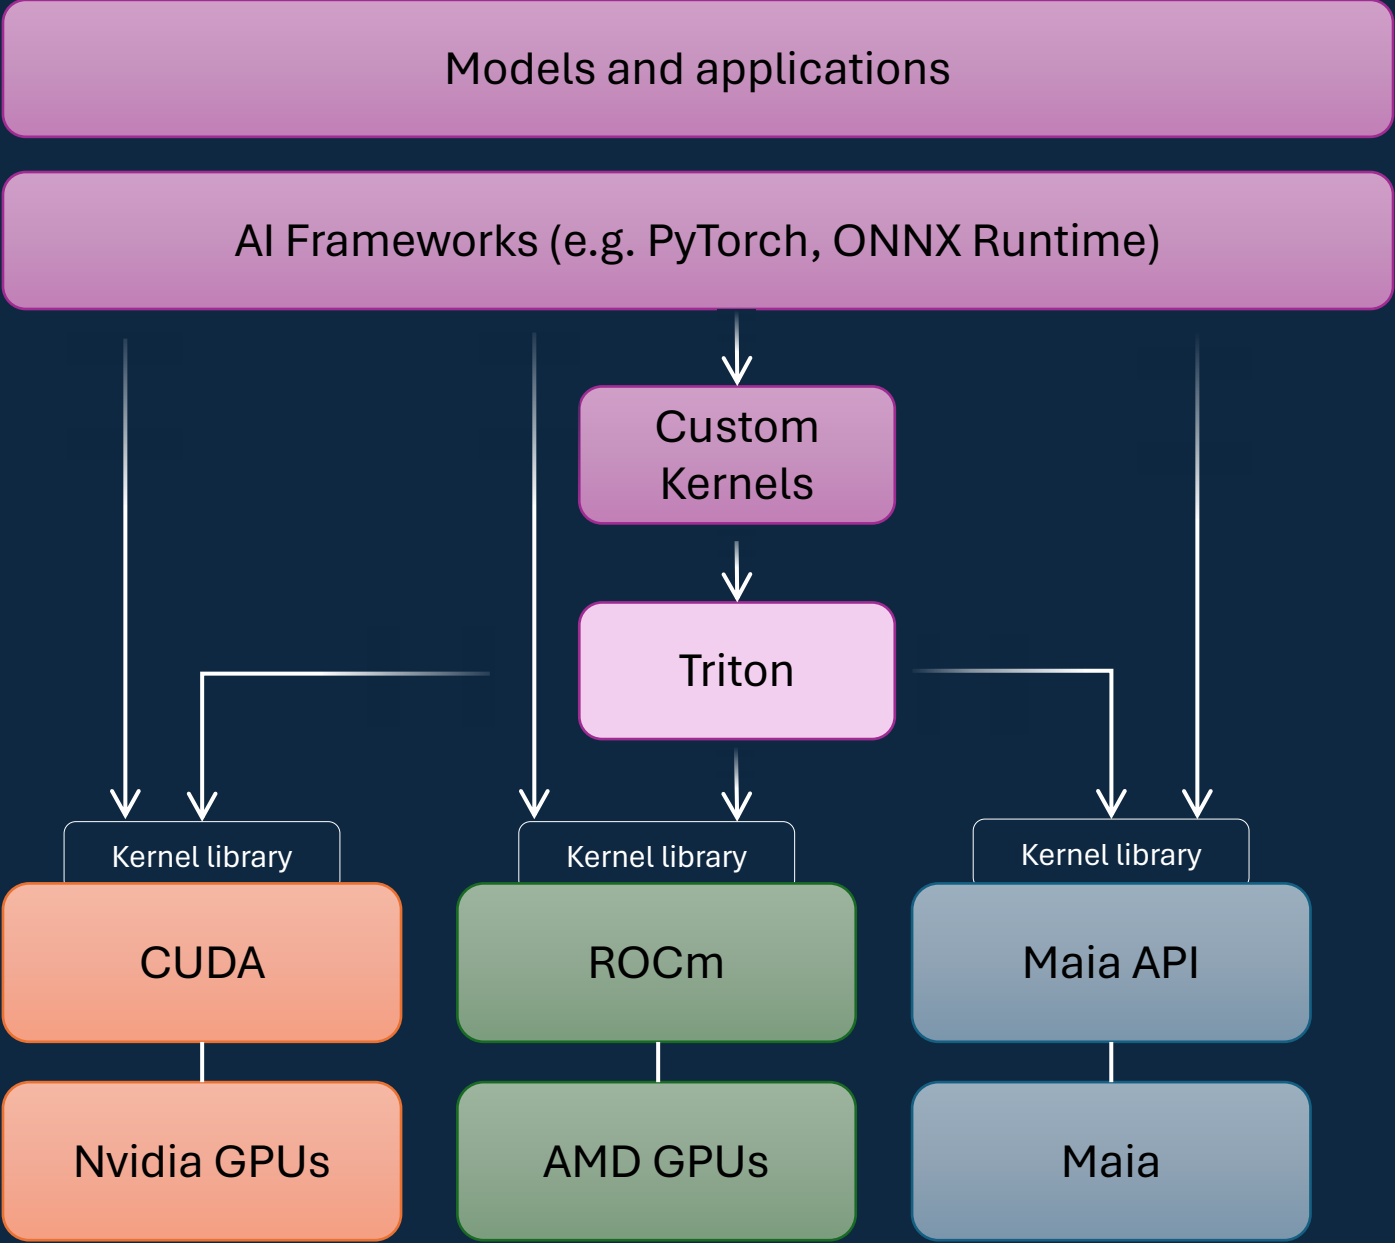 Models and applications
AI Frameworks (e.g. PyTorch, ONNX Runtime)
Custom
Kernels
Triton
Kernel library
Kernel library
Kernel library
CUDA
ROCm
Maia API
Nvidia GPUs
AMD GPUs
Maia